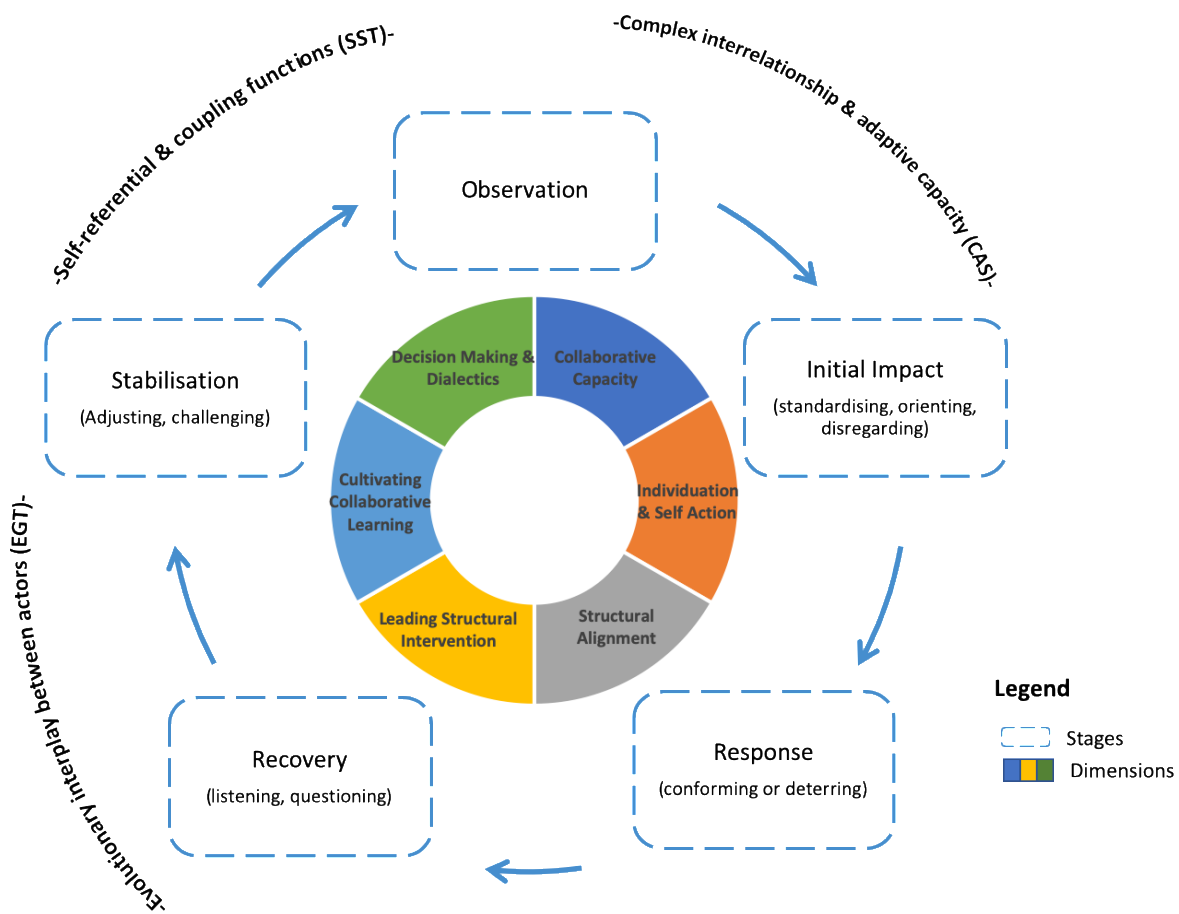 -Self-referential & coupling functions (SST)-
-Complex interrelationship & adaptive capacity (CAS)-
Observation
Stabilisation
(Adjusting, challenging)
Initial Impact
(standardising, orienting,
disregarding)
Decision Making &
Dialectics
Collaborative
Capacity
Cultivating
Collaborative
Learning
Individuation
& Self Action
Leading Structural
Intervention
Structural
Alignment
-Evolutionary interplay between actors (EGT)-
Recovery
(listening, questioning)
Response
(conforming or deterring)
Legend
Stages
Dimensions